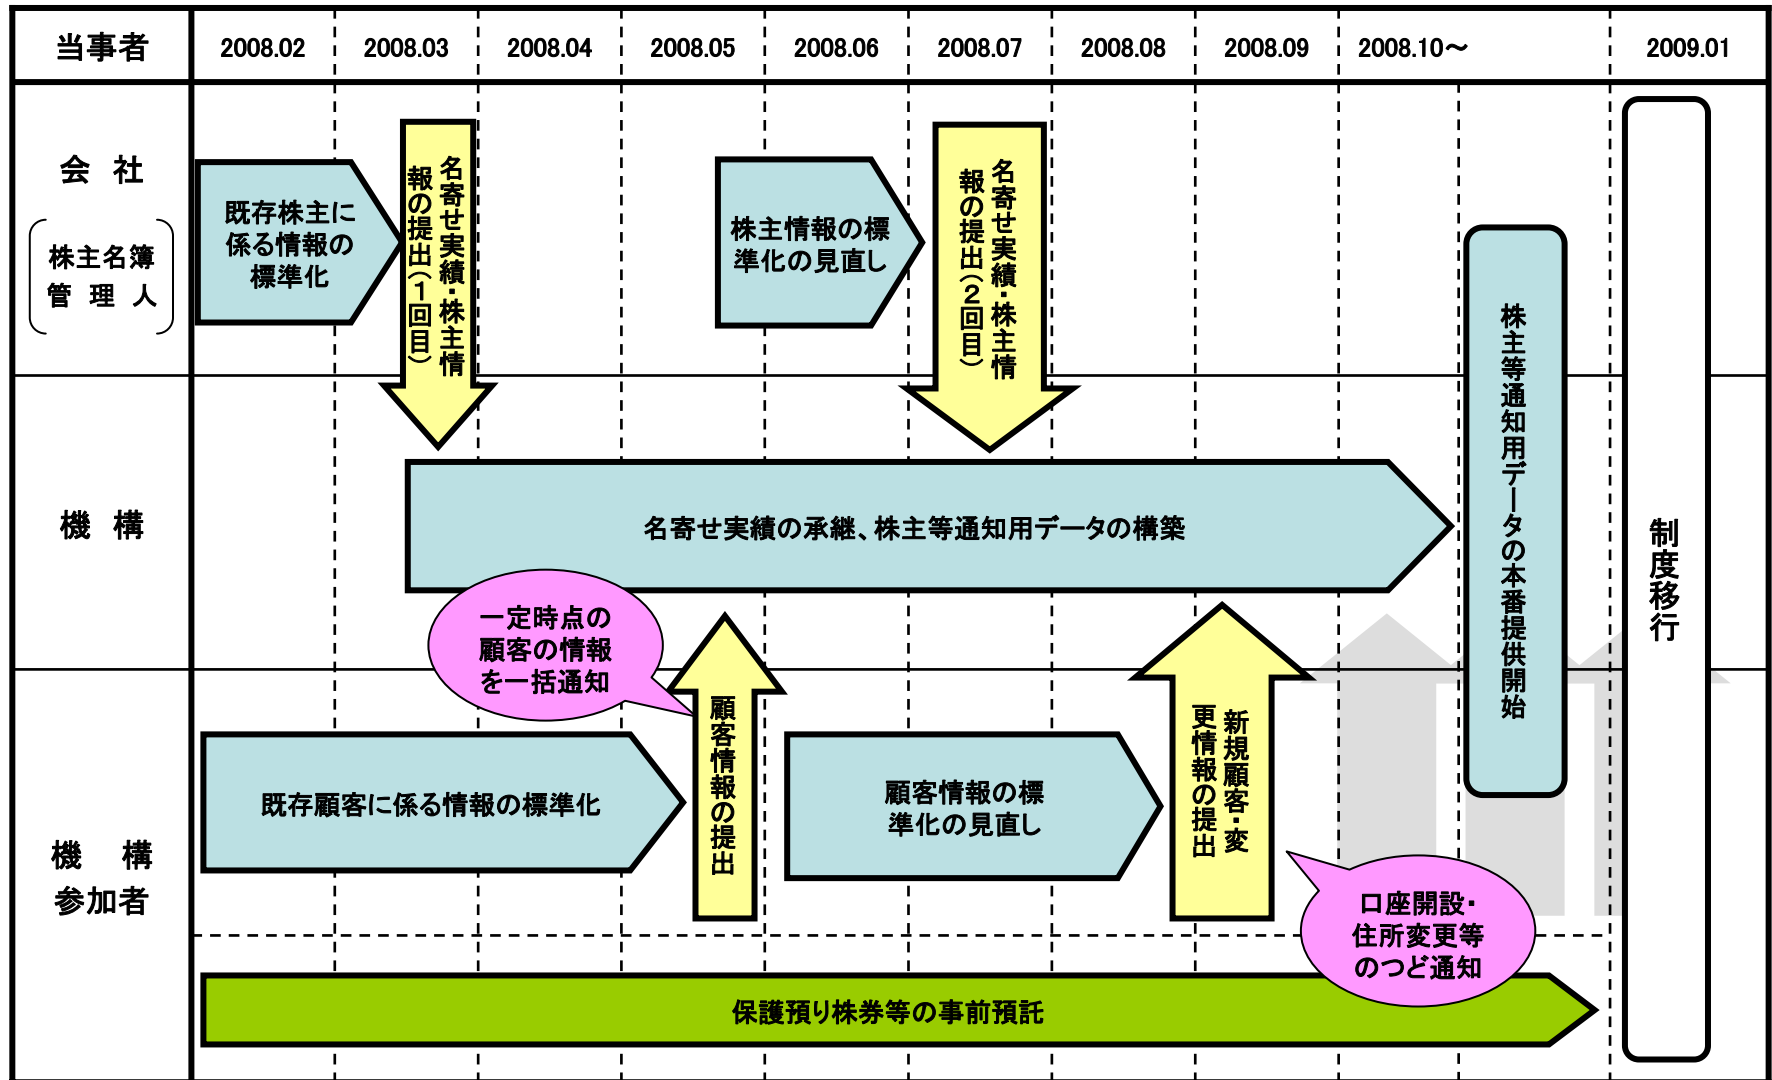 当事者
2008.02
2008.03
2008.04
2008.05
2008.06
2008.07
2008.08
2008.09
2008.10～
2009.01
会 社
株主名簿
管 理 人
既存株主に
係る情報の
標準化
名寄せ実績・株主情
報の提出（１回目）
株主情報の標
準化の見直し
名寄せ実績・株主情
報の提出（２回目）
株主等通知用データの本番提供開始
制度移行
機 構
名寄せ実績の承継、株主等通知用データの構築
一定時点の
顧客の情報
を一括通知
機 構
参加者
既存顧客に係る情報の標準化
顧客情報の提出
顧客情報の標
準化の見直し
新規顧客・変
更情報の提出
口座開設・
住所変更等
のつど通知
保護預り株券等の事前預託